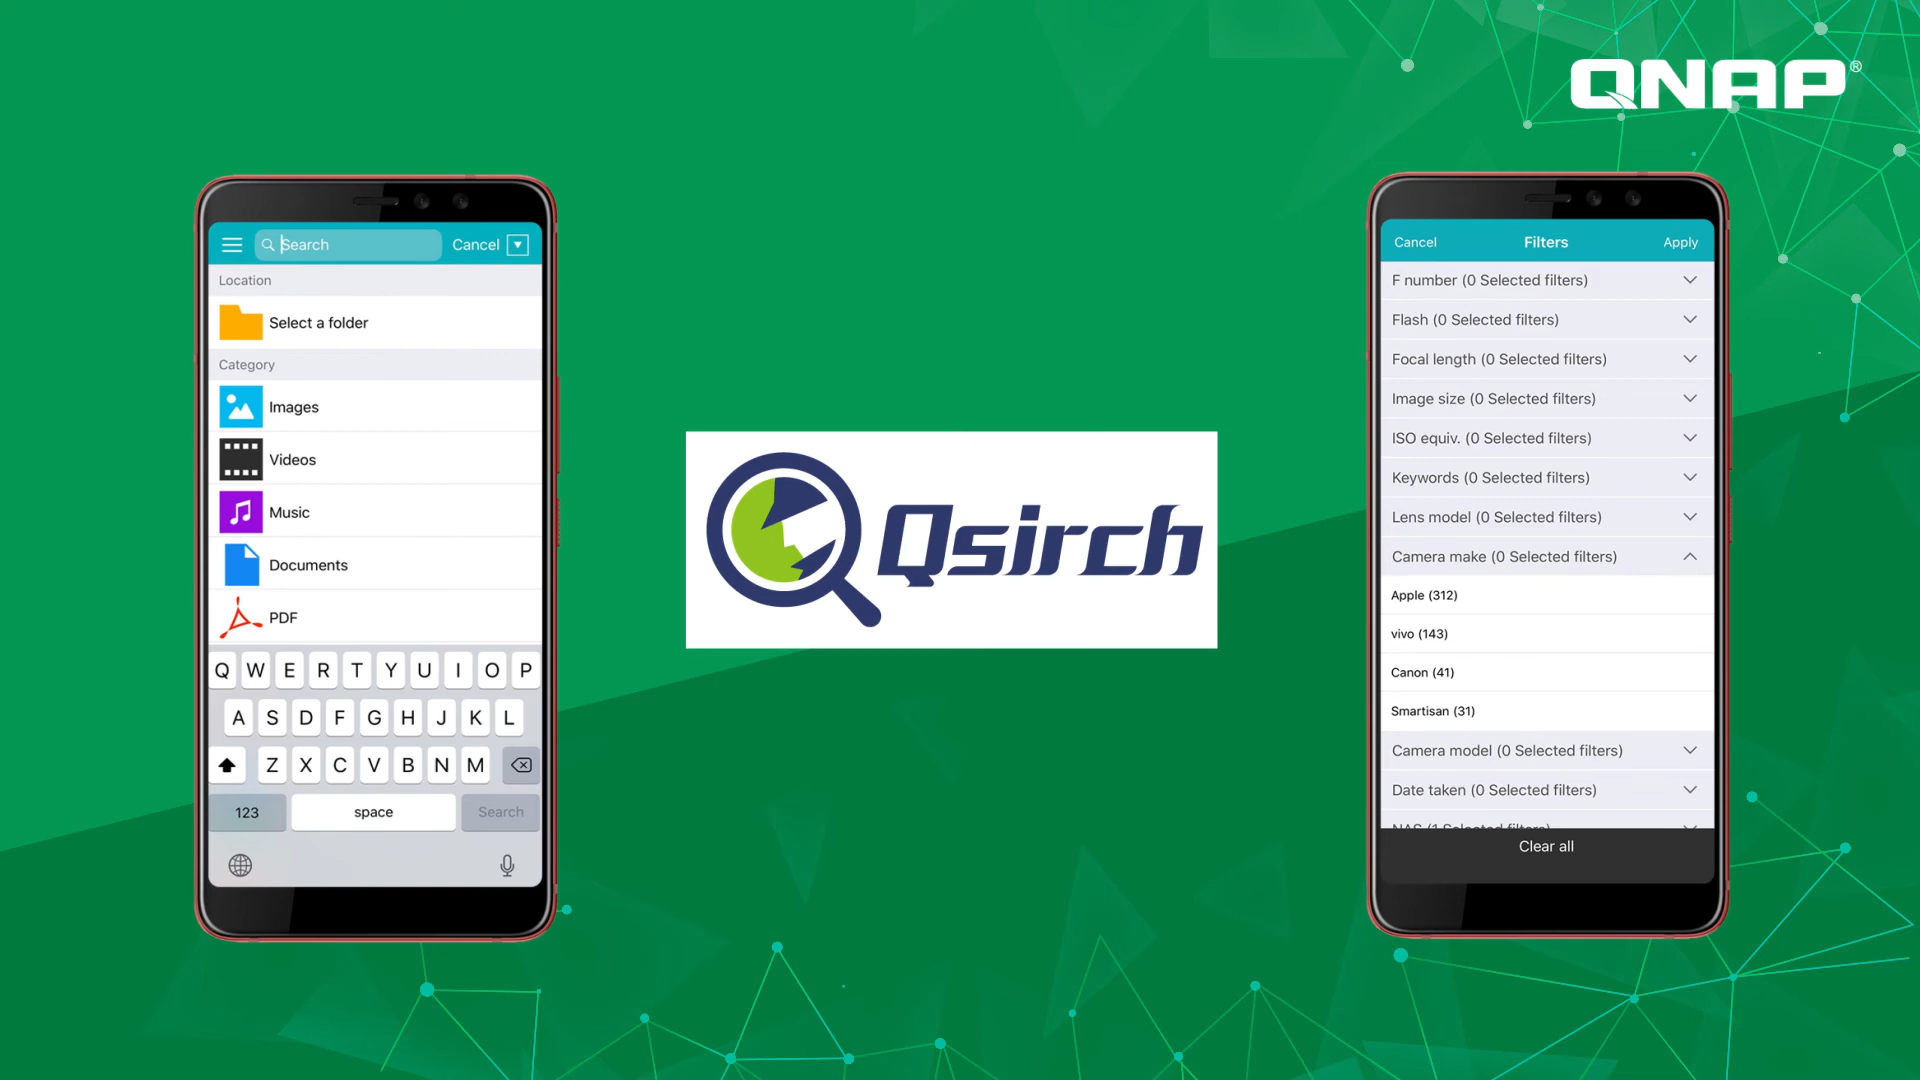 QNAP®
Search
Cancel
Location
Select a folder
Category
Images
Videos
Music
Documents
PDF
Q W E R T Y U I O P
A S D F G H J K L
Z X C V B N M
123 space Search
Qsirch
Cancel Filters Apply
F number (0 Selected filters)
Flash (0 Selected filters)
Focal length (0 Selected filters)
Image size (0 Selected filters)
ISO equiv. (0 Selected filters)
Keywords (0 Selected filters)
Lens model (0 Selected filters)
Camera make (0 Selected filters)
Apple (312)
vivo (143)
Canon (41)
Smartisan (31)
Camera model (0 Selected filters)
Date taken (0 Selected filters)
NAS (1 Selected filters)
Clear all